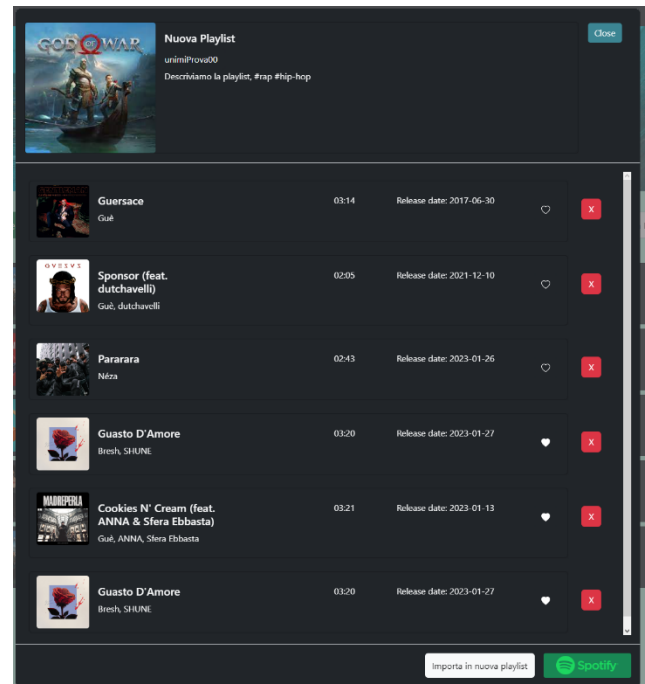 GOD OF WAR
Nuova Playlist
unimiProva00
Descriviamo la playlist, #rap #hip-hop
Close
Guersace
Guè
03:14
Release date: 2017-06-30
X
GVESVS
Sponsor (feat.
dutchavelli)
Guè, dutchavelli
02:05
Release date: 2021-12-10
X
Pararara
Néza
02:43
Release date: 2023-01-26
X
Guasto D'Amore
Bresh, SHUNE
03:20
Release date: 2023-01-27
X
MADREPERLA
Cookies N' Cream (feat.
ANNA & Sfera Ebbasta)
Guè, ANNA, Sfera Ebbasta
03:21
Release date: 2023-01-13
X
Guasto D'Amore
Bresh, SHUNE
03:20
Release date: 2023-01-27
X
Importa in nuova playlist
Spotify